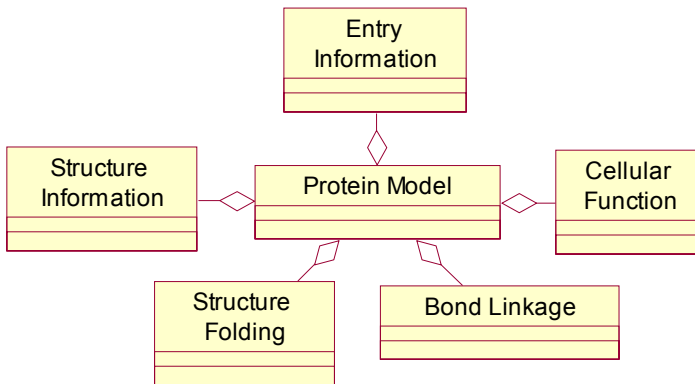 Entry
Information
Structure
Information
Protein Model
Cellular
Function
Structure
Folding
Bond Linkage